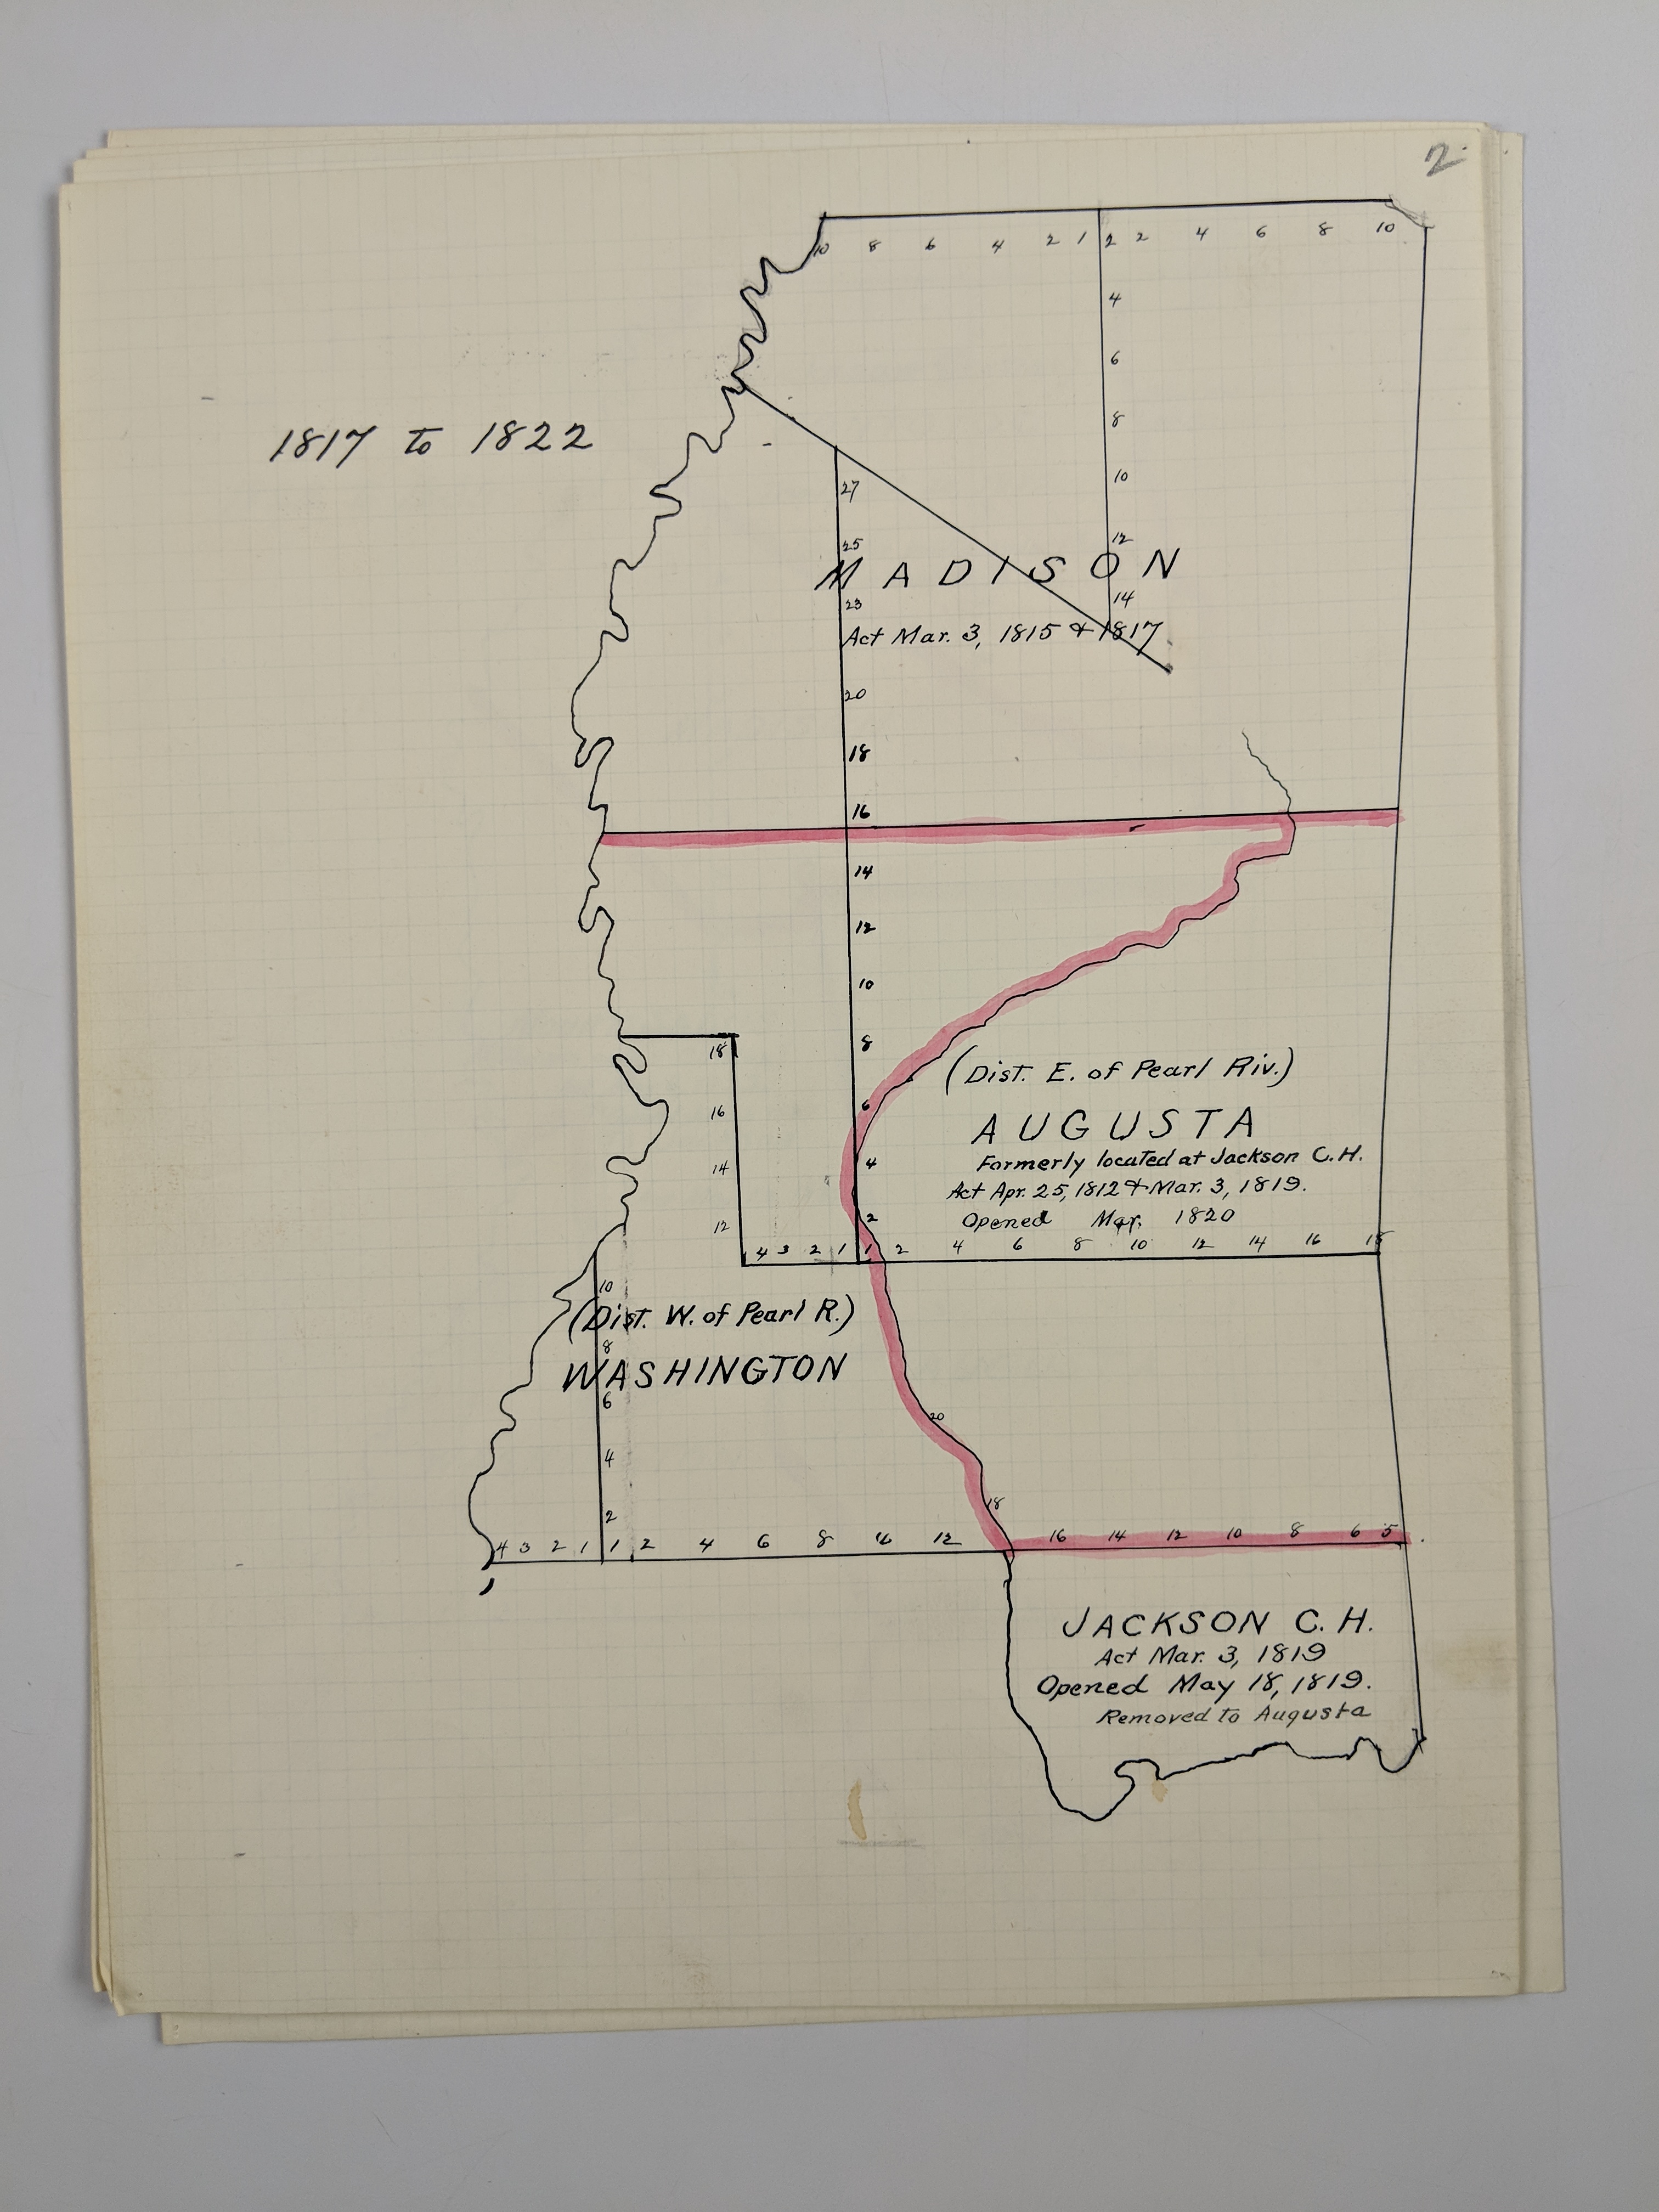 2
10 8 6 4 2 1 2 2 4 6 8 10
4
6
8
10
12
14
1817 to 1822
27
25
23
MADISON
Act Mar. 3, 1815 & 1817
20
18
16
14
12
10
8
6
4
2
18
16
14
12
(Dist. E. of Pearl Riv.)
AUGUSTA
Formerly located at Jackson C.H.
Act Apr. 25, 1812 & Mar. 3, 1819.
Opened Mar. 1820
4 3 2 1 1 2 4 6 8 10 12 14 16 18
10
(Dist. W. of Pearl R.)
8
WASHINGTON
6
4
2
20
18
4 3 2 1 1 2 4 6 8 12 16 14 12 10 8 6 5
JACKSON C.H.
Act Mar. 3, 1819
Opened May 18, 1819.
Removed to Augusta